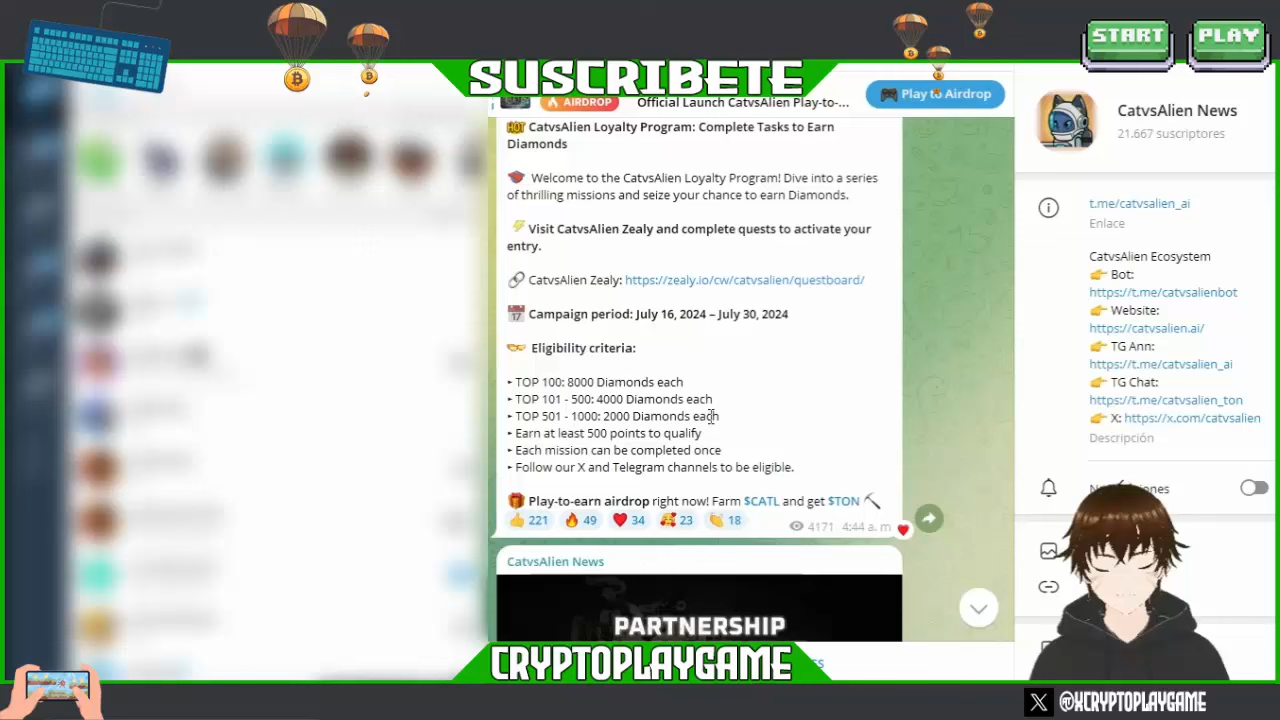 START
PLAY
SUSCRIBETE
AIRDROP
Official Launch CatvsAlien Play-to-...
Play to Airdrop
HOT CatvsAlien Loyalty Program: Complete Tasks to Earn
Diamonds
Welcome to the CatvsAlien Loyalty Program! Dive into a series
of thrilling missions and seize your chance to earn Diamonds.
Visit CatvsAlien Zealy and complete quests to activate your
entry.
CatvsAlien Zealy: https://zealy.io/cw/catvsalien/questboard/
17 Campaign period: July 16, 2024 – July 30, 2024
Eligibility criteria:
‣ TOP 100: 8000 Diamonds each
‣ TOP 101 - 500: 4000 Diamonds each
‣ TOP 501 - 1000: 2000 Diamonds each
‣ Earn at least 500 points to qualify
‣ Each mission can be completed once
‣ Follow our X and Telegram channels to be eligible.
Play-to-earn airdrop right now! Farm $CATL and get $TON
221 49 34 23 18
4171 4:44 a. m
CatvsAlien News
PARTNERSHIP
CatvsAlien News
21.667 suscriptores
t.me/catvsalien_ai
Enlace
CatvsAlien Ecosystem
Bot:
https://t.me/catvsalienbot
Website:
https://catvsalien.ai/
TG Ann:
https://t.me/catvsalien_ai
TG Chat:
https://t.me/catvsalien_ton
X: https://x.com/catvsalien
Descripción
CRYPTOPLAYGAME
X @XCRYPTOPLAYGAME